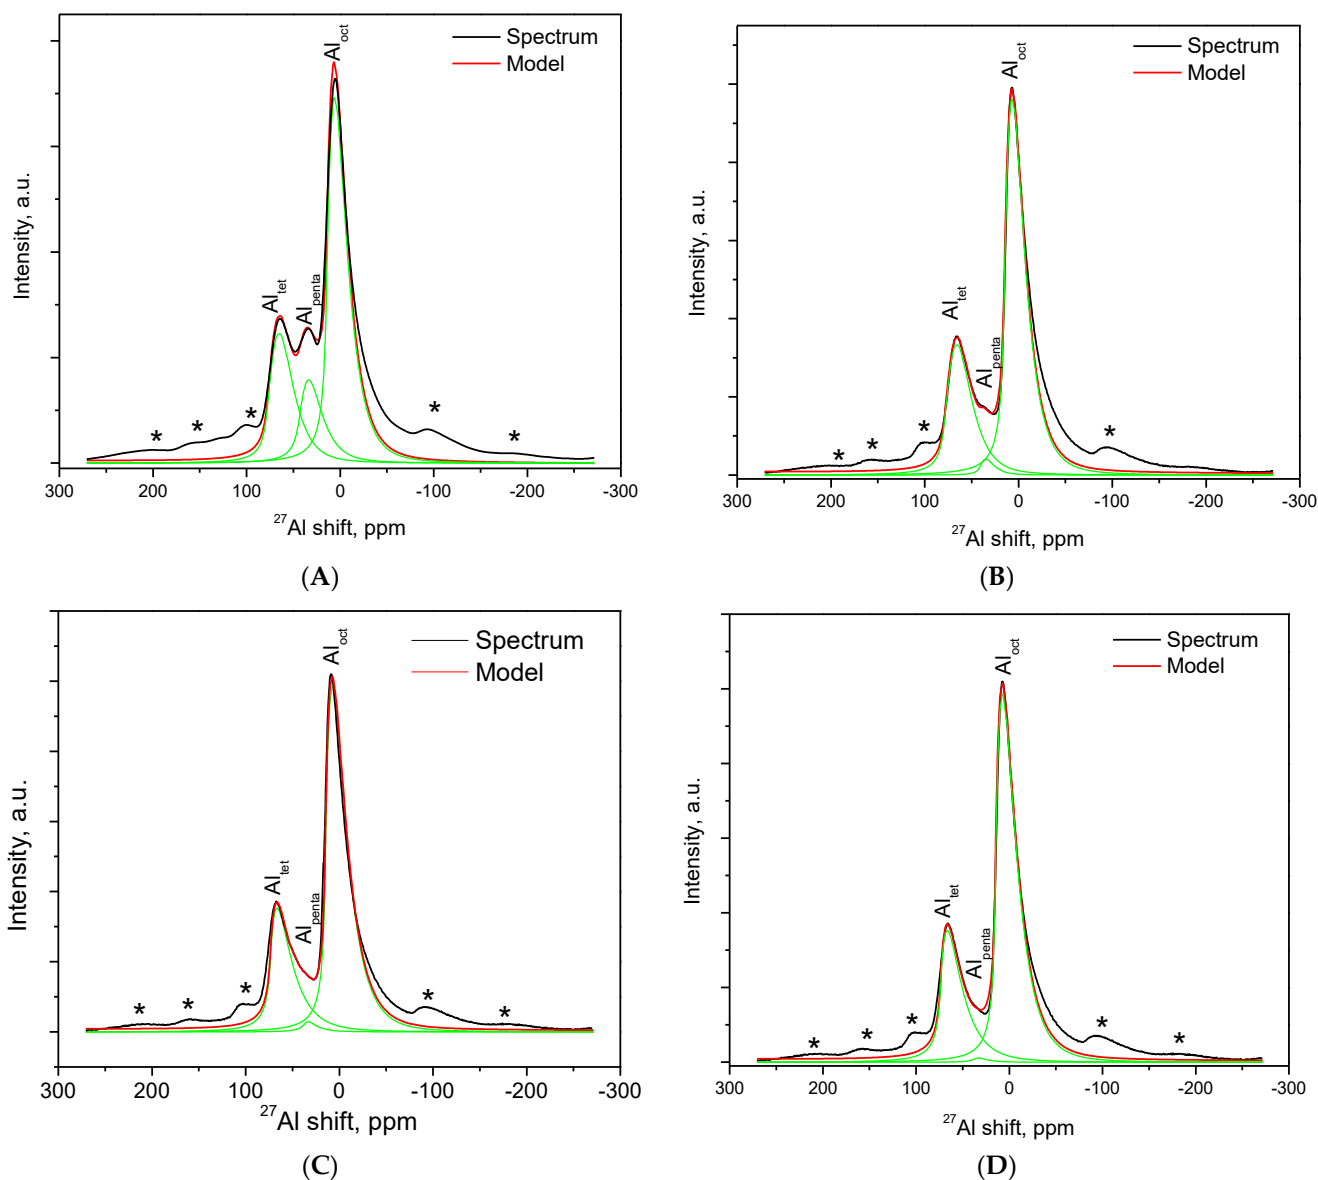 Al_oct
Spectrum
Model
Al_tet
Al_penta
* * * * *
Intensity, a.u.
300 200 100 0 -100 -200 -300
²⁷Al shift, ppm
(A)
Al_oct
Spectrum
Model
Al_tet
Al_penta
* * * *
Intensity, a.u.
300 200 100 0 -100 -200 -300
²⁷Al shift, ppm
(B)
Al_oct
Spectrum
Model
Al_tet
Al_penta
* * * * *
Intensity, a.u.
300 200 100 0 -100 -200 -300
²⁷Al shift, ppm
(C)
Al_oct
Spectrum
Model
Al_tet
Al_penta
* * * * *
Intensity, a.u.
300 200 100 0 -100 -200 -300
²⁷Al shift, ppm
(D)